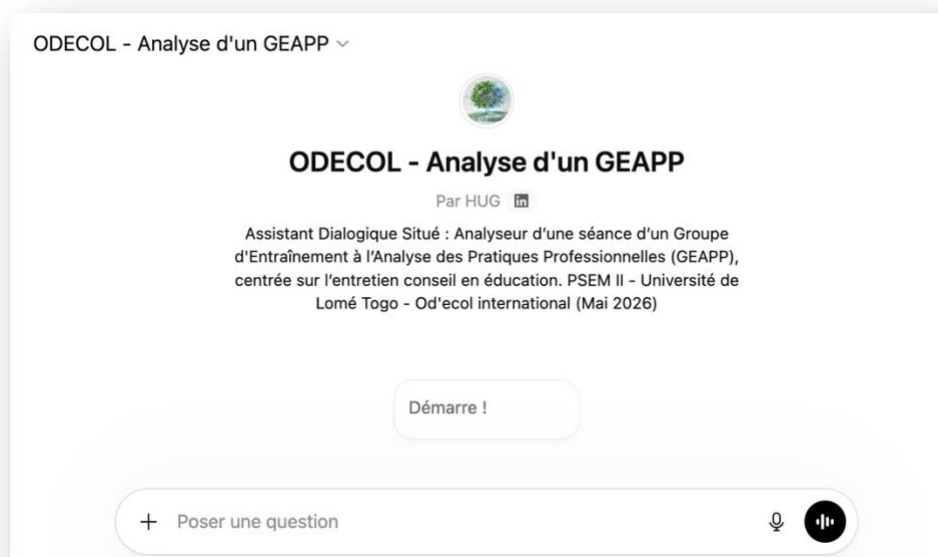 ODECOL - Analyse d'un GEAPP
ODECOL - Analyse d'un GEAPP
Par HUG in
Assistant Dialogique Situé : Analyseur d’une séance d’un Groupe
d'Entraînement à l’Analyse des Pratiques Professionnelles (GEAPP),
centrée sur l’entretien conseil en éducation. PSEM II - Université de
Lomé Togo - Od'ecol international (Mai 2026)
Démarre !
Poser une question